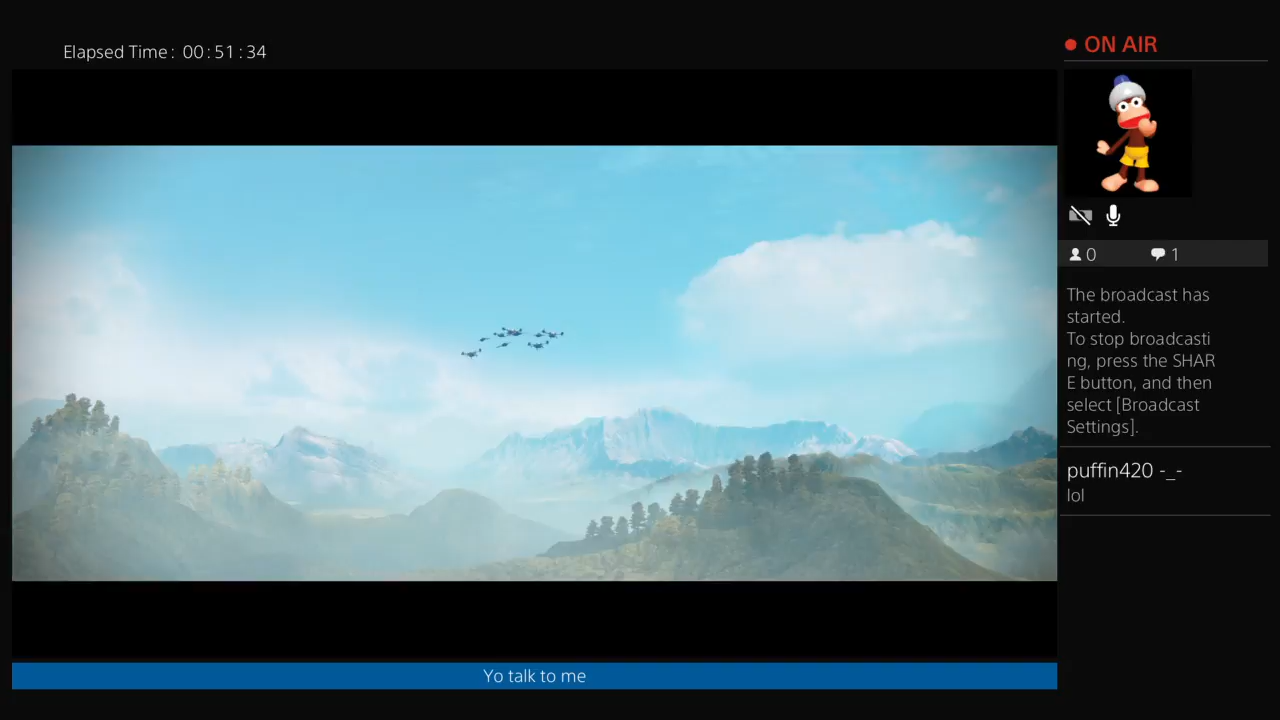 Elapsed Time: 00:51:34
ON AIR
0 1
The broadcast has
started.
To stop broadcasti
ng, press the SHAR
E button, and then
select [Broadcast
Settings].
puffin420 -_-
lol
Yo talk to me